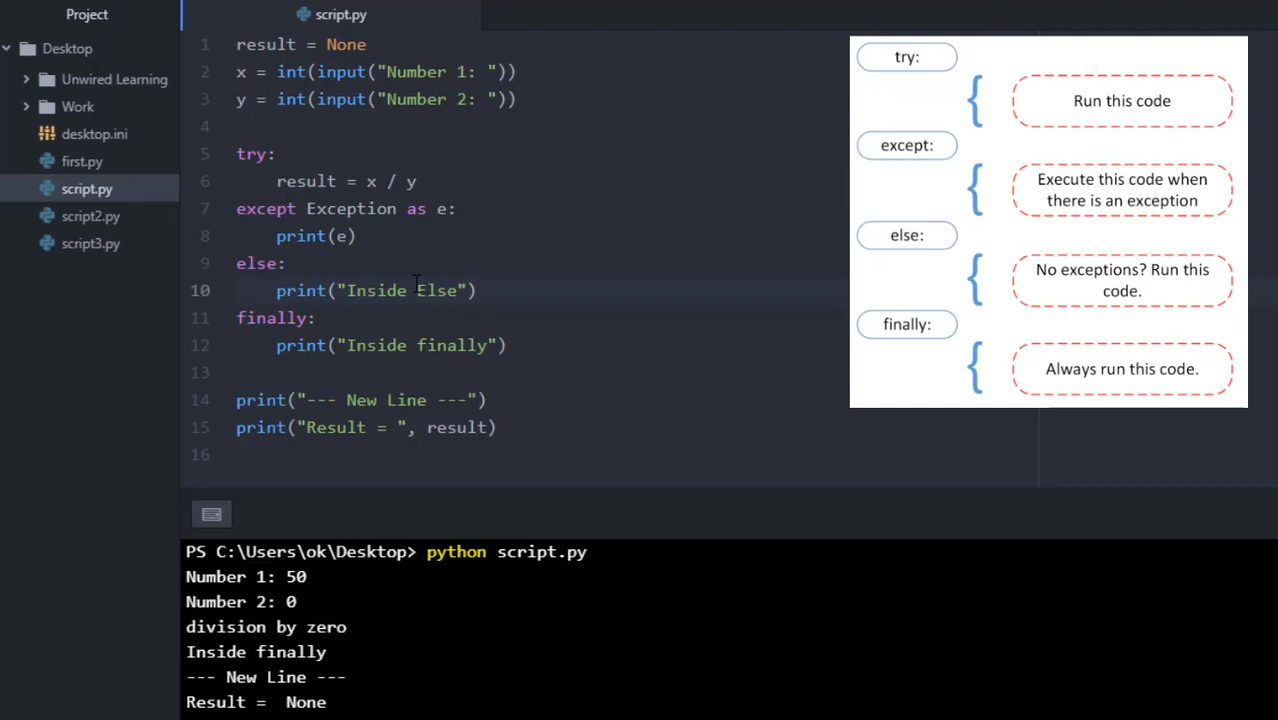 Project
script.py
Desktop
Unwired Learning
Work
desktop.ini
first.py
script.py
script2.py
script3.py
1 result = None
2 x = int(input("Number 1: "))
3 y = int(input("Number 2: "))
4
5 try:
6 result = x / y
7 except Exception as e:
8 print(e)
9 else:
10 print("Inside Else")
11 finally:
12 print("Inside finally")
13
14 print("--- New Line ---")
15 print("Result = ", result)
16
try:
Run this code
except:
Execute this code when
there is an exception
else:
No exceptions? Run this
code.
finally:
Always run this code.
PS C:\Users\ok\Desktop> python script.py
Number 1: 50
Number 2: 0
division by zero
Inside finally
--- New Line ---
Result =  None